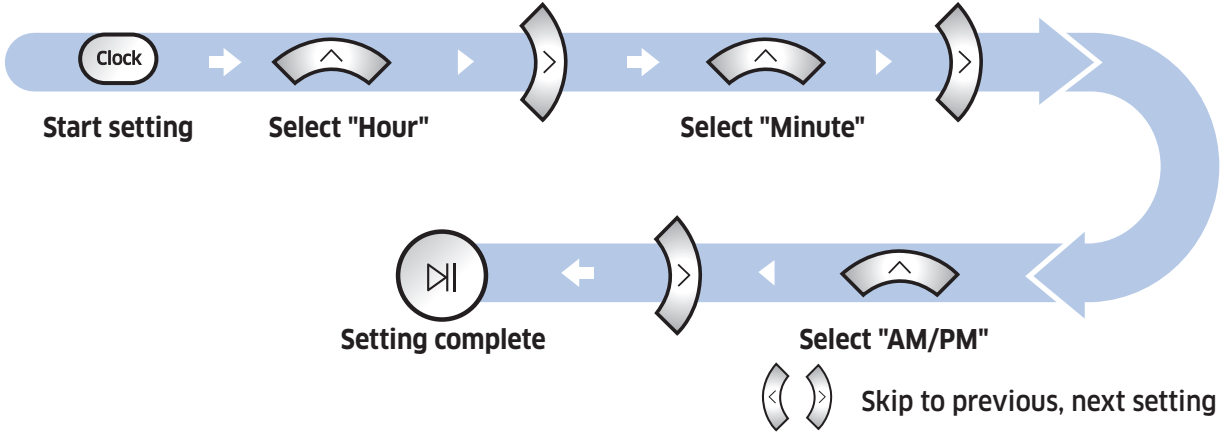 Clock
Start setting
Select "Hour"
Select "Minute"
Setting complete
Select "AM/PM"
Skip to previous, next setting